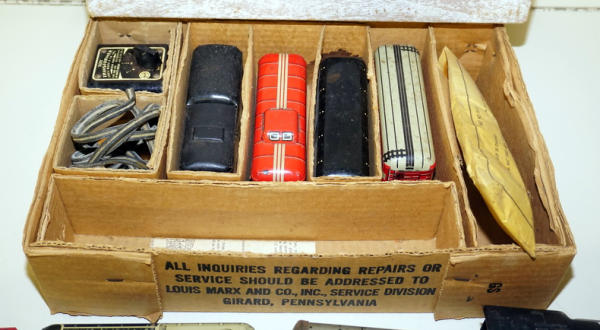 ALL INQUIRIES REGARDING REPAIRS OR
SERVICE SHOULD BE ADDRESSED TO
LOUIS MARX AND CO., INC., SERVICE DIVISION
GIRARD, PENNSYLVANIA